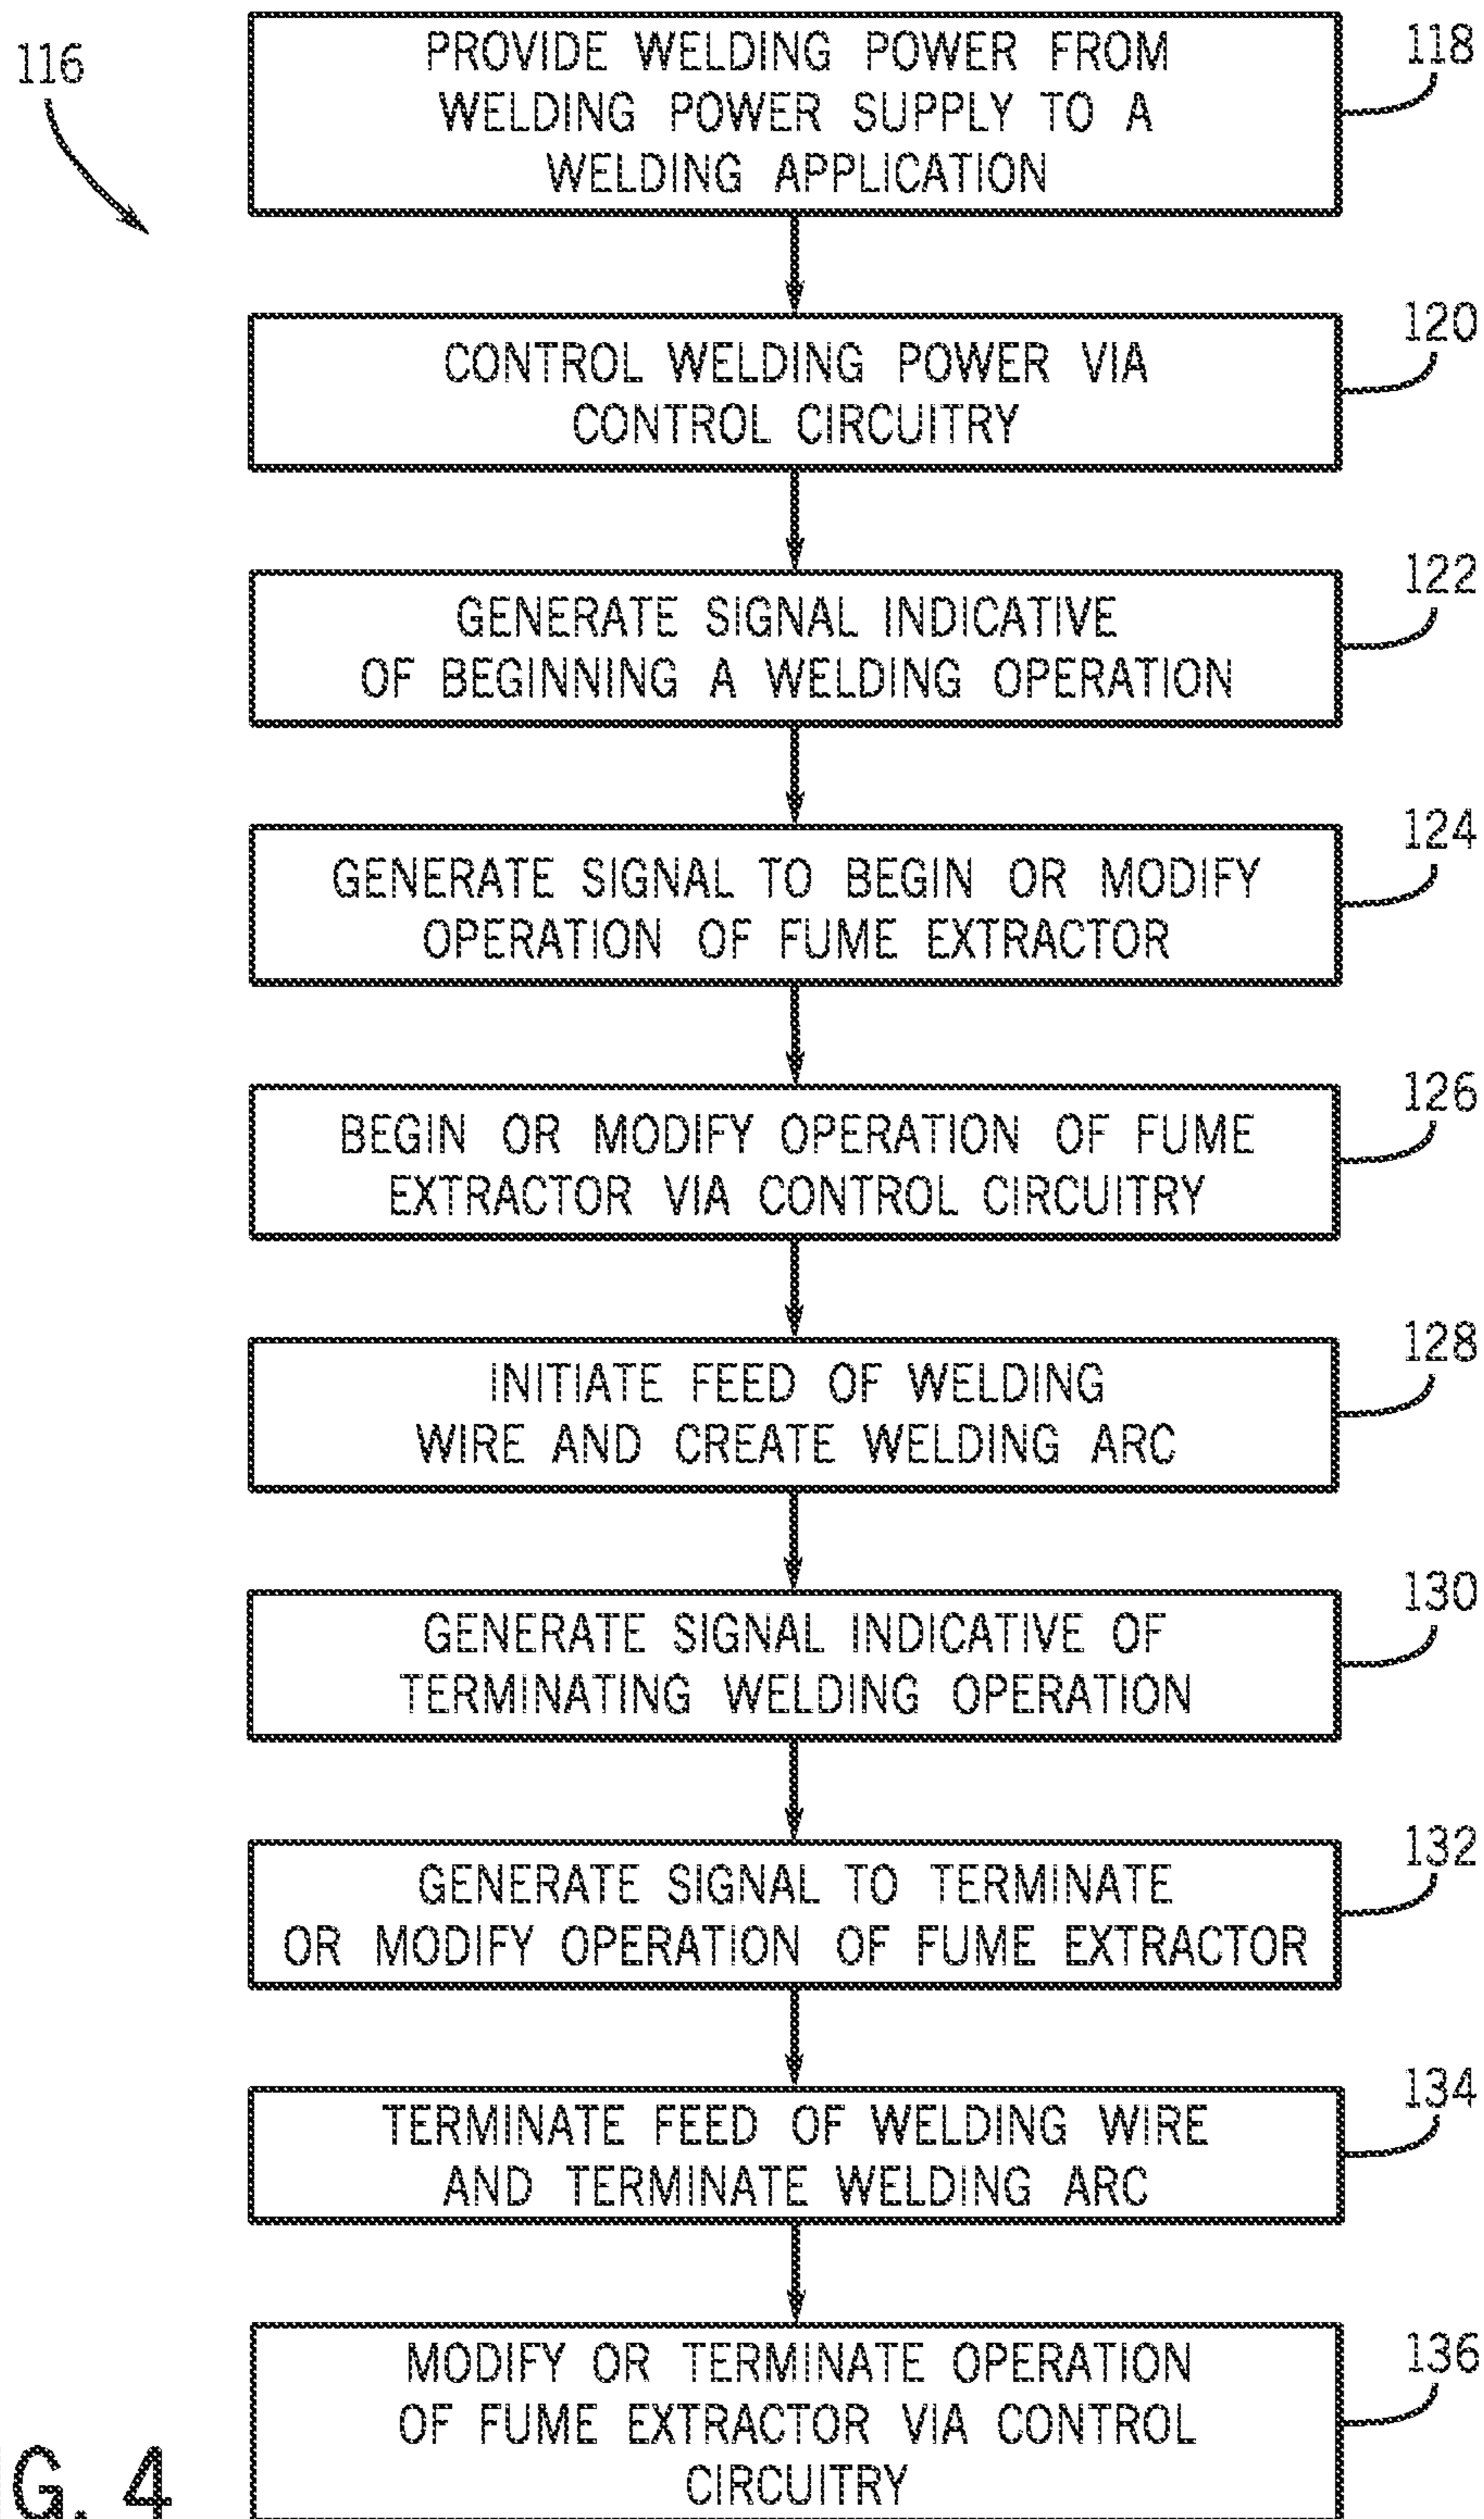 116
PROVIDE WELDING POWER FROM
WELDING POWER SUPPLY TO A
WELDING APPLICATION
118
CONTROL WELDING POWER VIA
CONTROL CIRCUITRY
120
GENERATE SIGNAL INDICATIVE
OF BEGINNING A WELDING OPERATION
122
GENERATE SIGNAL TO BEGIN OR MODIFY
OPERATION OF FUME EXTRACTOR
124
BEGIN OR MODIFY OPERATION OF FUME
EXTRACTOR VIA CONTROL CIRCUITRY
126
INITIATE FEED OF WELDING
WIRE AND CREATE WELDING ARC
128
GENERATE SIGNAL INDICATIVE OF
TERMINATING WELDING OPERATION
130
GENERATE SIGNAL TO TERMINATE
OR MODIFY OPERATION OF FUME EXTRACTOR
132
TERMINATE FEED OF WELDING WIRE
AND TERMINATE WELDING ARC
134
MODIFY OR TERMINATE OPERATION
OF FUME EXTRACTOR VIA CONTROL
CIRCUITRY
136
G. 4